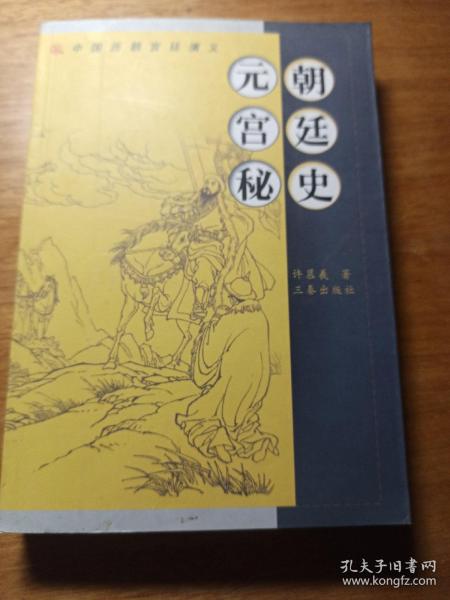 中国历朝宫廷演义
元朝
宫廷
秘史
许慕羲 著
三秦出版社
孔夫子旧书网
www.kongfz.com